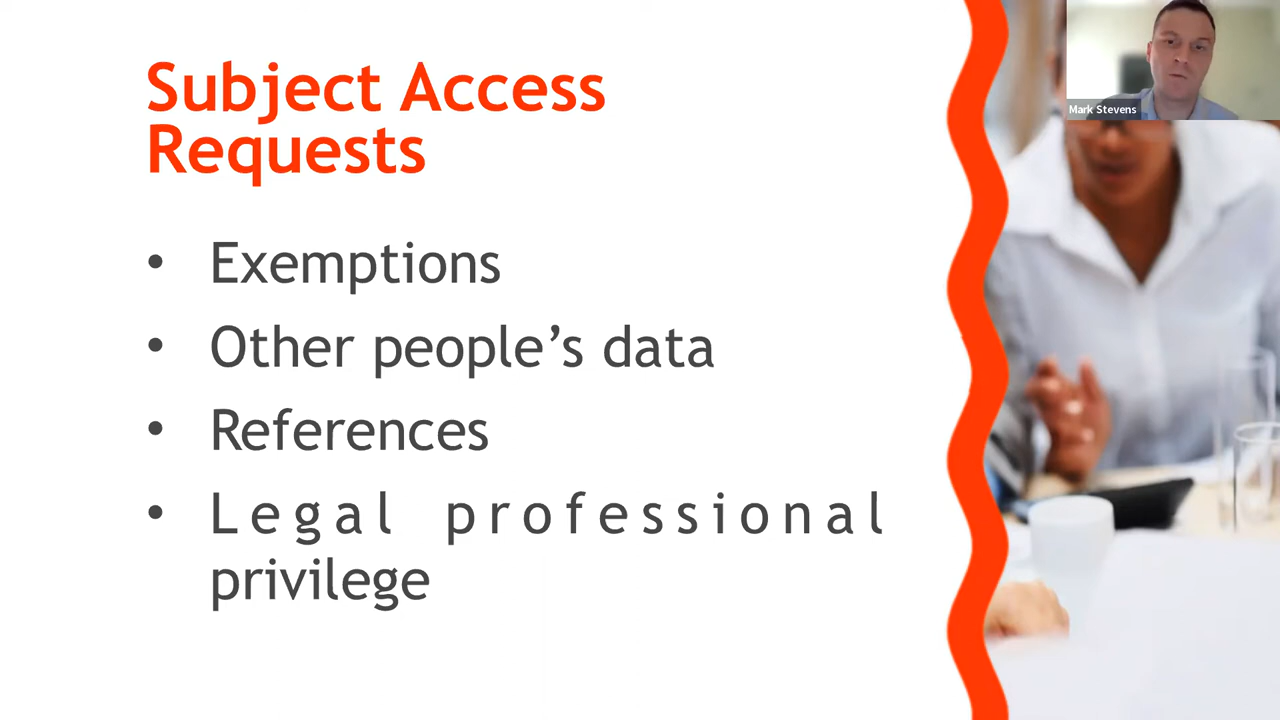 Subject Access
Requests
• Exemptions
• Other people’s data
• References
• Legal professional
privilege
Mark Stevens